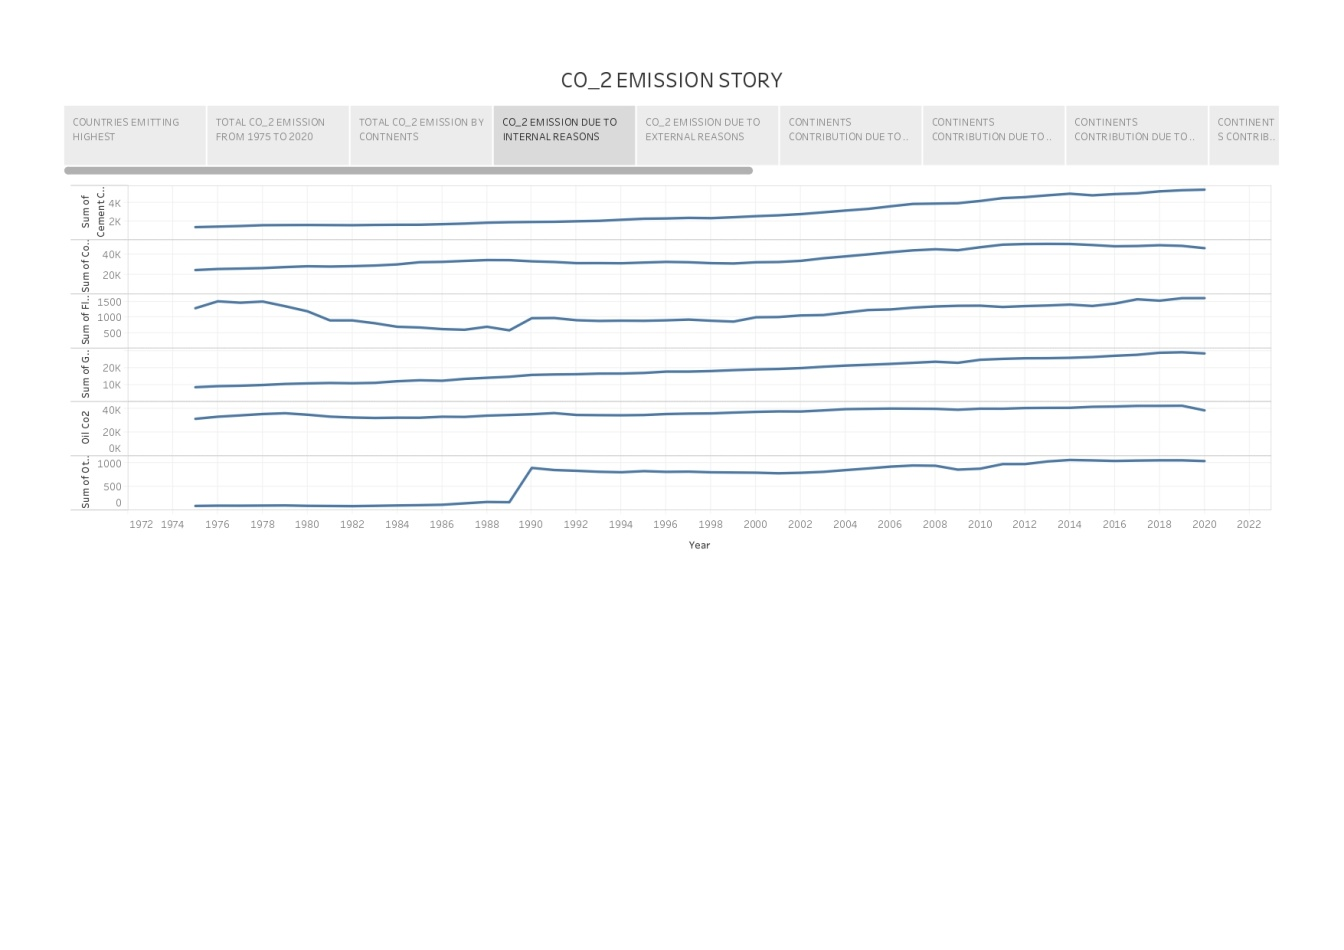 CO_2 EMISSION STORY
COUNTRIES EMITTING
HIGHEST
TOTAL CO_2 EMISSION
FROM 1975 TO 2020
TOTAL CO_2 EMISSION BY
CONTNENTS
CO_2 EMISSION DUE TO
INTERNAL REASONS
CO_2 EMISSION DUE TO
EXTERNAL REASONS
CONTINENTS
CONTRIBUTION DUE TO..
CONTINENTS
CONTRIBUTION DUE TO..
CONTINENTS
CONTRIBUTION DUE TO..
CONTINENT
S CONTRIB..
Sum of
Cement C..
4K
2K
Sum of Co..
40K
20K
Sum of Fl..
1500
1000
500
Sum of G..
20K
10K
Oil Co2
40K
20K
0K
Sum of Ot..
1000
500
0
1972 1974 1976 1978 1980 1982 1984 1986 1988 1990 1992 1994 1996 1998 2000 2002 2004 2006 2008 2010 2012 2014 2016 2018 2020 2022
Year